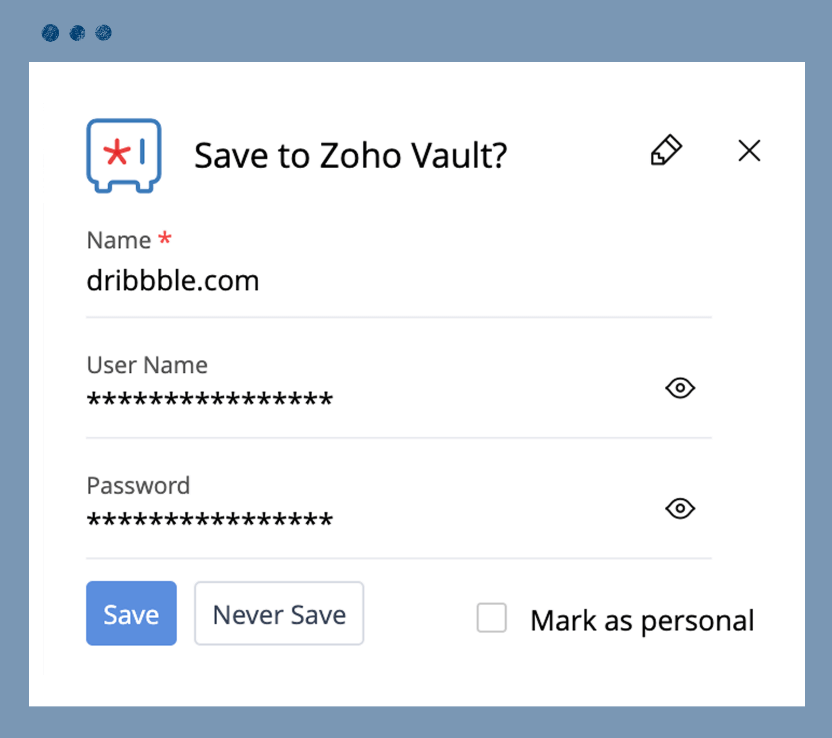 Save to Zoho Vault?
Name *
dribbble.com
User Name
****************
Password
****************
Save
Never Save
Mark as personal